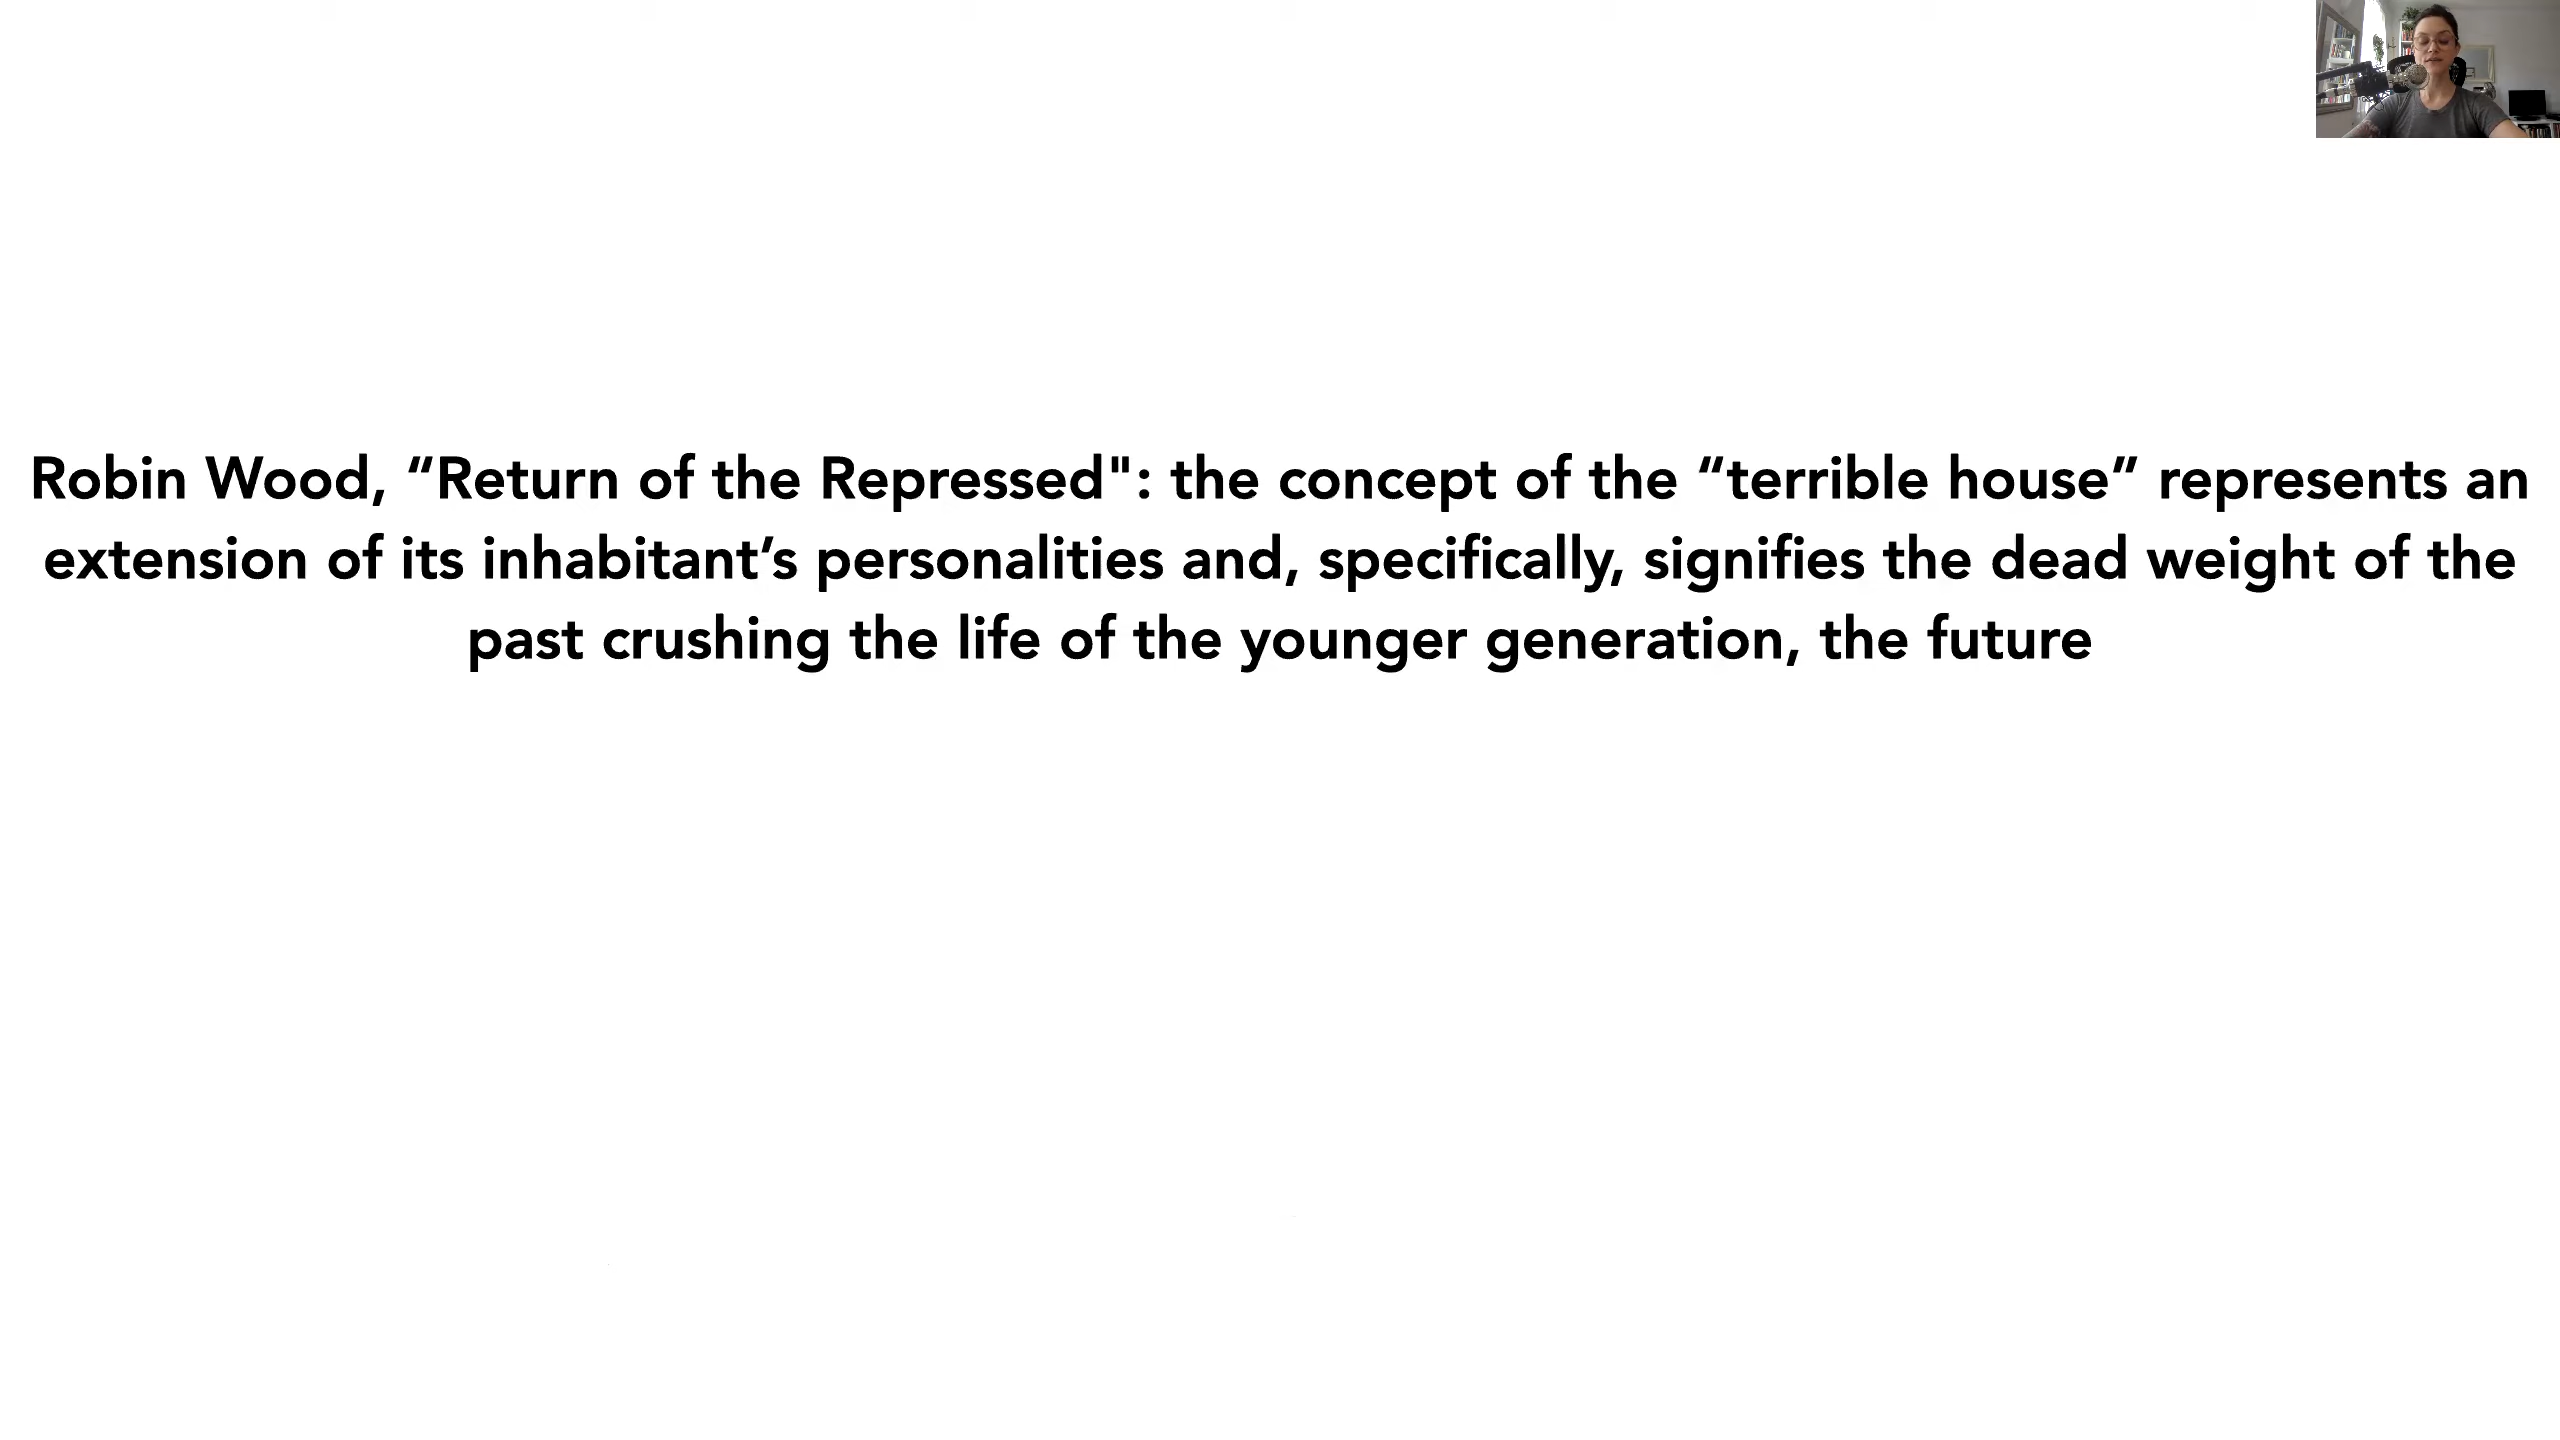 Robin Wood, “Return of the Repressed": the concept of the “terrible house” represents an
extension of its inhabitant’s personalities and, specifically, signifies the dead weight of the
past crushing the life of the younger generation, the future